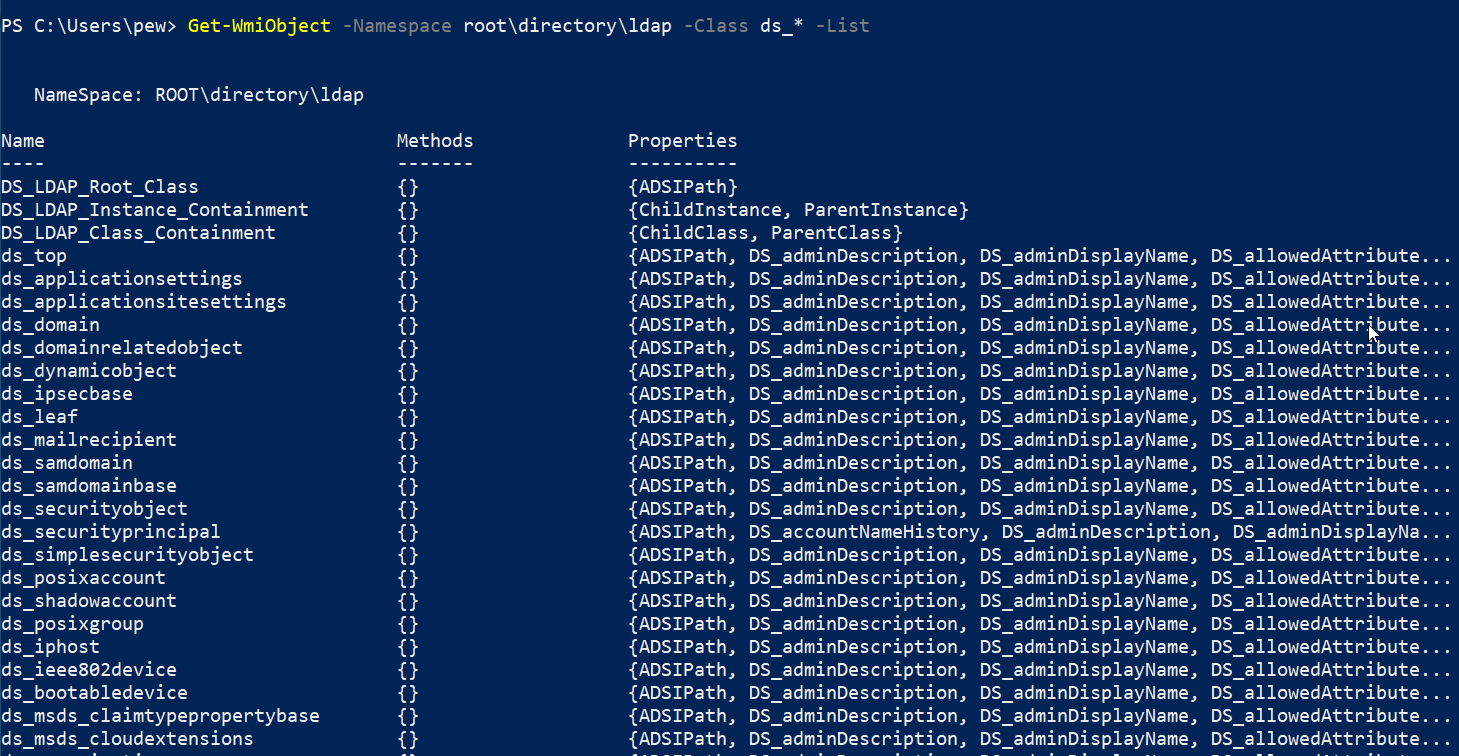 PS C:\Users\pew> Get-WmiObject -Namespace root\directory\ldap -Class ds_* -List
NameSpace: ROOT\directory\ldap
Name Methods Properties
---- ------- ----------
DS_LDAP_Root_Class {} {ADSIPath}
DS_LDAP_Instance_Containment {} {ChildInstance, ParentInstance}
DS_LDAP_Class_Containment {} {ChildClass, ParentClass}
ds_top {} {ADSIPath, DS_adminDescription, DS_adminDisplayName, DS_allowedAttribute...
ds_applicationsettings {} {ADSIPath, DS_adminDescription, DS_adminDisplayName, DS_allowedAttribute...
ds_applicationsitesettings {} {ADSIPath, DS_adminDescription, DS_adminDisplayName, DS_allowedAttribute...
ds_domain {} {ADSIPath, DS_adminDescription, DS_adminDisplayName, DS_allowedAttribute...
ds_domainrelatedobject {} {ADSIPath, DS_adminDescription, DS_adminDisplayName, DS_allowedAttribute...
ds_dynamicobject {} {ADSIPath, DS_adminDescription, DS_adminDisplayName, DS_allowedAttribute...
ds_ipsecbase {} {ADSIPath, DS_adminDescription, DS_adminDisplayName, DS_allowedAttribute...
ds_leaf {} {ADSIPath, DS_adminDescription, DS_adminDisplayName, DS_allowedAttribute...
ds_mailrecipient {} {ADSIPath, DS_adminDescription, DS_adminDisplayName, DS_allowedAttribute...
ds_samdomain {} {ADSIPath, DS_adminDescription, DS_adminDisplayName, DS_allowedAttribute...
ds_samdomainbase {} {ADSIPath, DS_adminDescription, DS_adminDisplayName, DS_allowedAttribute...
ds_securityobject {} {ADSIPath, DS_adminDescription, DS_adminDisplayName, DS_allowedAttribute...
ds_securityprincipal {} {ADSIPath, DS_accountNameHistory, DS_adminDescription, DS_adminDisplayNa...
ds_simplesecurityobject {} {ADSIPath, DS_adminDescription, DS_adminDisplayName, DS_allowedAttribute...
ds_posixaccount {} {ADSIPath, DS_adminDescription, DS_adminDisplayName, DS_allowedAttribute...
ds_shadowaccount {} {ADSIPath, DS_adminDescription, DS_adminDisplayName, DS_allowedAttribute...
ds_posixgroup {} {ADSIPath, DS_adminDescription, DS_adminDisplayName, DS_allowedAttribute...
ds_iphost {} {ADSIPath, DS_adminDescription, DS_adminDisplayName, DS_allowedAttribute...
ds_ieee802device {} {ADSIPath, DS_adminDescription, DS_adminDisplayName, DS_allowedAttribute...
ds_bootabledevice {} {ADSIPath, DS_adminDescription, DS_adminDisplayName, DS_allowedAttribute...
ds_msds_claimtypepropertybase {} {ADSIPath, DS_adminDescription, DS_adminDisplayName, DS_allowedAttribute...
ds_msds_cloudextensions {} {ADSIPath, DS_adminDescription, DS_adminDisplayName, DS_allowedAttribute...